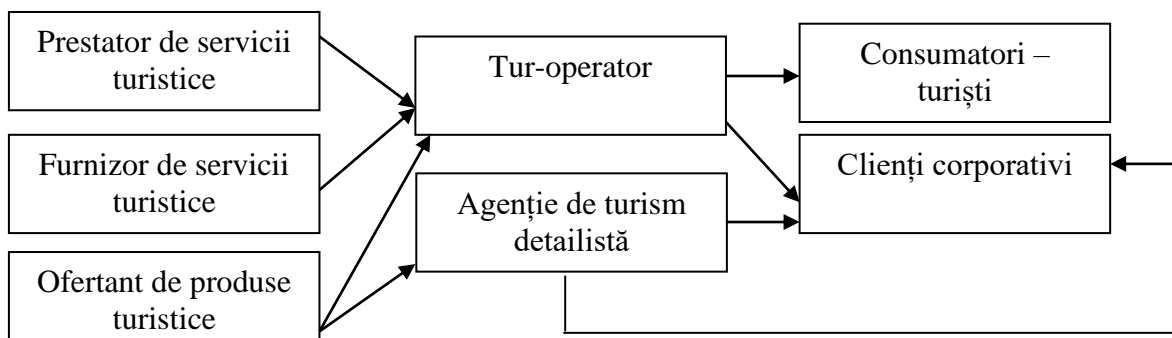 Prestator de servicii
turistice
Tur-operator
Consumatori –
turiști
Furnizor de servicii
turistice
Agenție de turism
detailistă
Clienți corporativi
Ofertant de produse
turistice